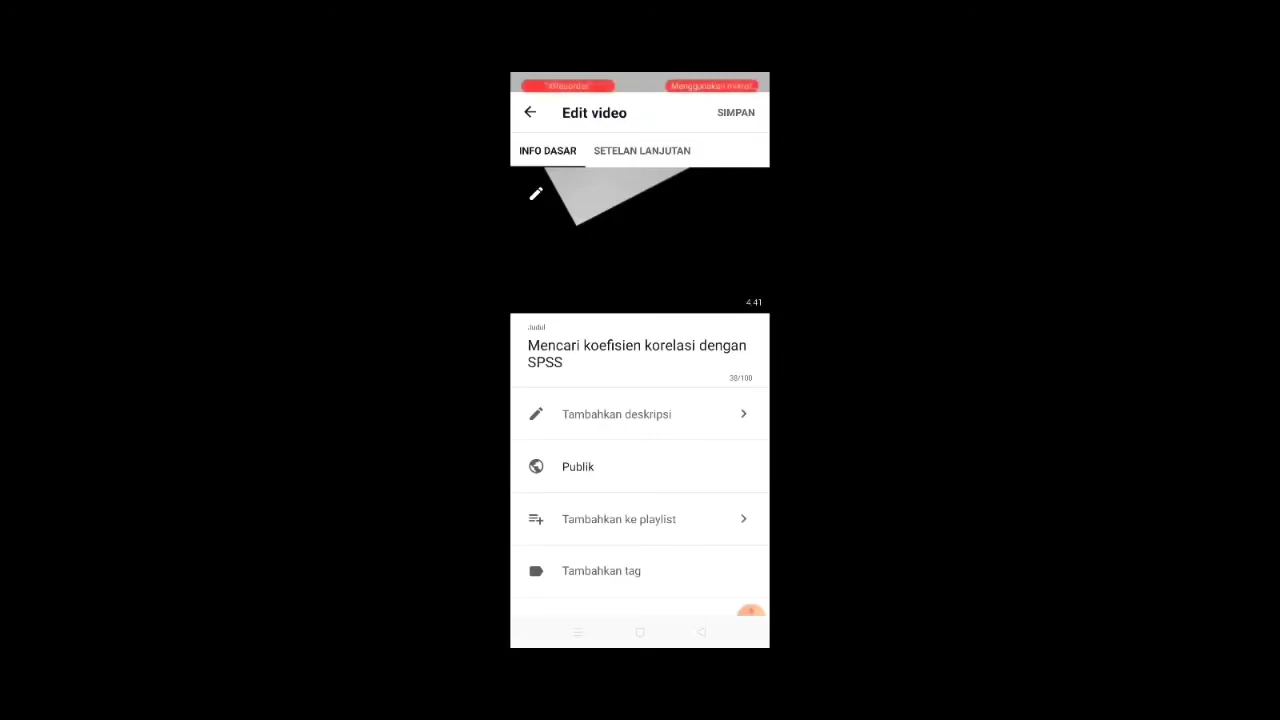 Edit video
SIMPAN
INFO DASAR
SETELAN LANJUTAN
4:41
Judul
Mencari koefisien korelasi dengan
SPSS
38/100
Tambahkan deskripsi
Publik
Tambahkan ke playlist
Tambahkan tag